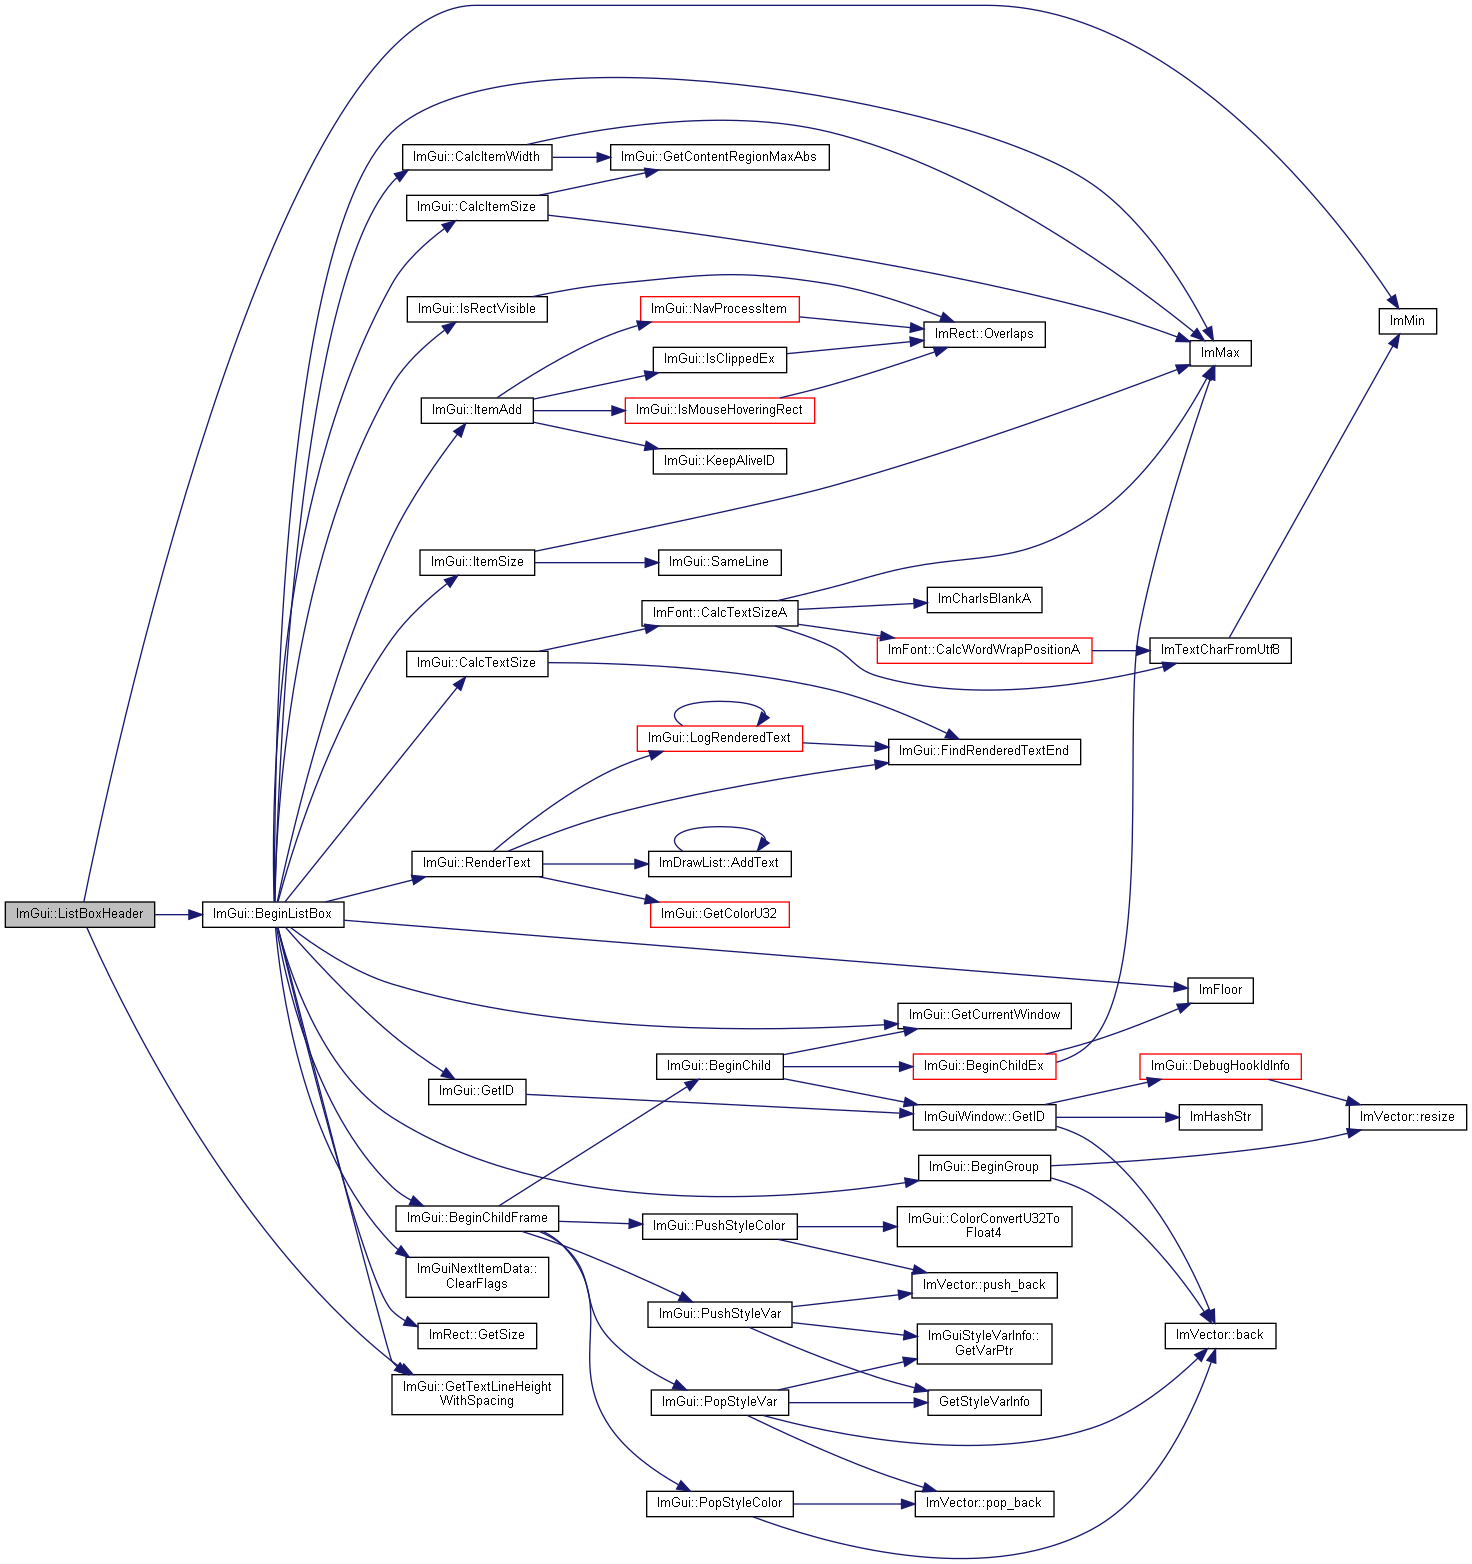 ImGui::CalcItemWidth
ImGui::GetContentRegionMaxAbs
ImGui::CalcItemSize
ImGui::IsRectVisible
ImGui::NavProcessItem
ImRect::Overlaps
ImMin
ImMax
ImGui::IsClippedEx
ImGui::ItemAdd
ImGui::IsMouseHoveringRect
ImGui::KeepAliveID
ImGui::ItemSize
ImGui::SameLine
ImFont::CalcTextSizeA
ImCharIsBlankA
ImGui::CalcTextSize
ImFont::CalcWordWrapPositionA
ImTextCharFromUtf8
ImGui::LogRenderedText
ImGui::FindRenderedTextEnd
ImGui::RenderText
ImDrawList::AddText
ImGui::ListBoxHeader
ImGui::BeginListBox
ImGui::GetColorU32
ImFloor
ImGui::GetCurrentWindow
ImGui::BeginChild
ImGui::BeginChildEx
ImGui::DebugHookIdInfo
ImGui::GetID
ImGuiWindow::GetID
ImHashStr
ImVector::resize
ImGui::BeginGroup
ImGui::BeginChildFrame
ImGui::PushStyleColor
ImGui::ColorConvertU32To
Float4
ImGuiNextItemData::
ClearFlags
ImVector::push_back
ImGui::PushStyleVar
ImRect::GetSize
ImGuiStyleVarInfo::
GetVarPtr
ImVector::back
ImGui::GetTextLineHeight
WithSpacing
ImGui::PopStyleVar
GetStyleVarInfo
ImGui::PopStyleColor
ImVector::pop_back